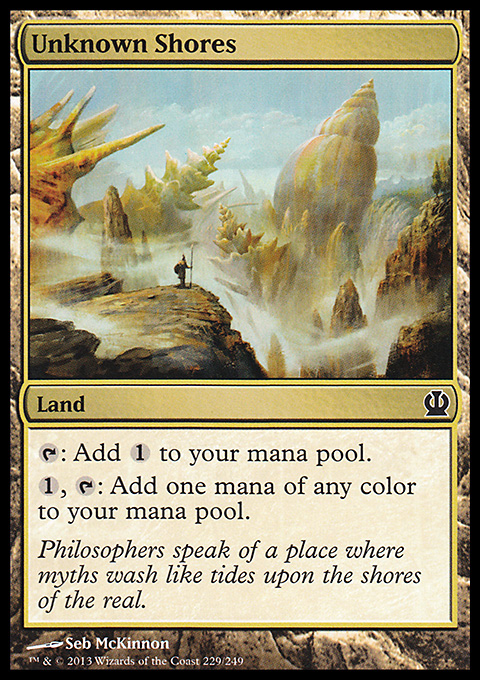 Unknown Shores
Land
: Add 1 to your mana pool.
1, : Add one mana of any color
to your mana pool.
Philosophers speak of a place where
myths wash like tides upon the shores
of the real.
Seb McKinnon
™ & © 2013 Wizards of the Coast 229/249